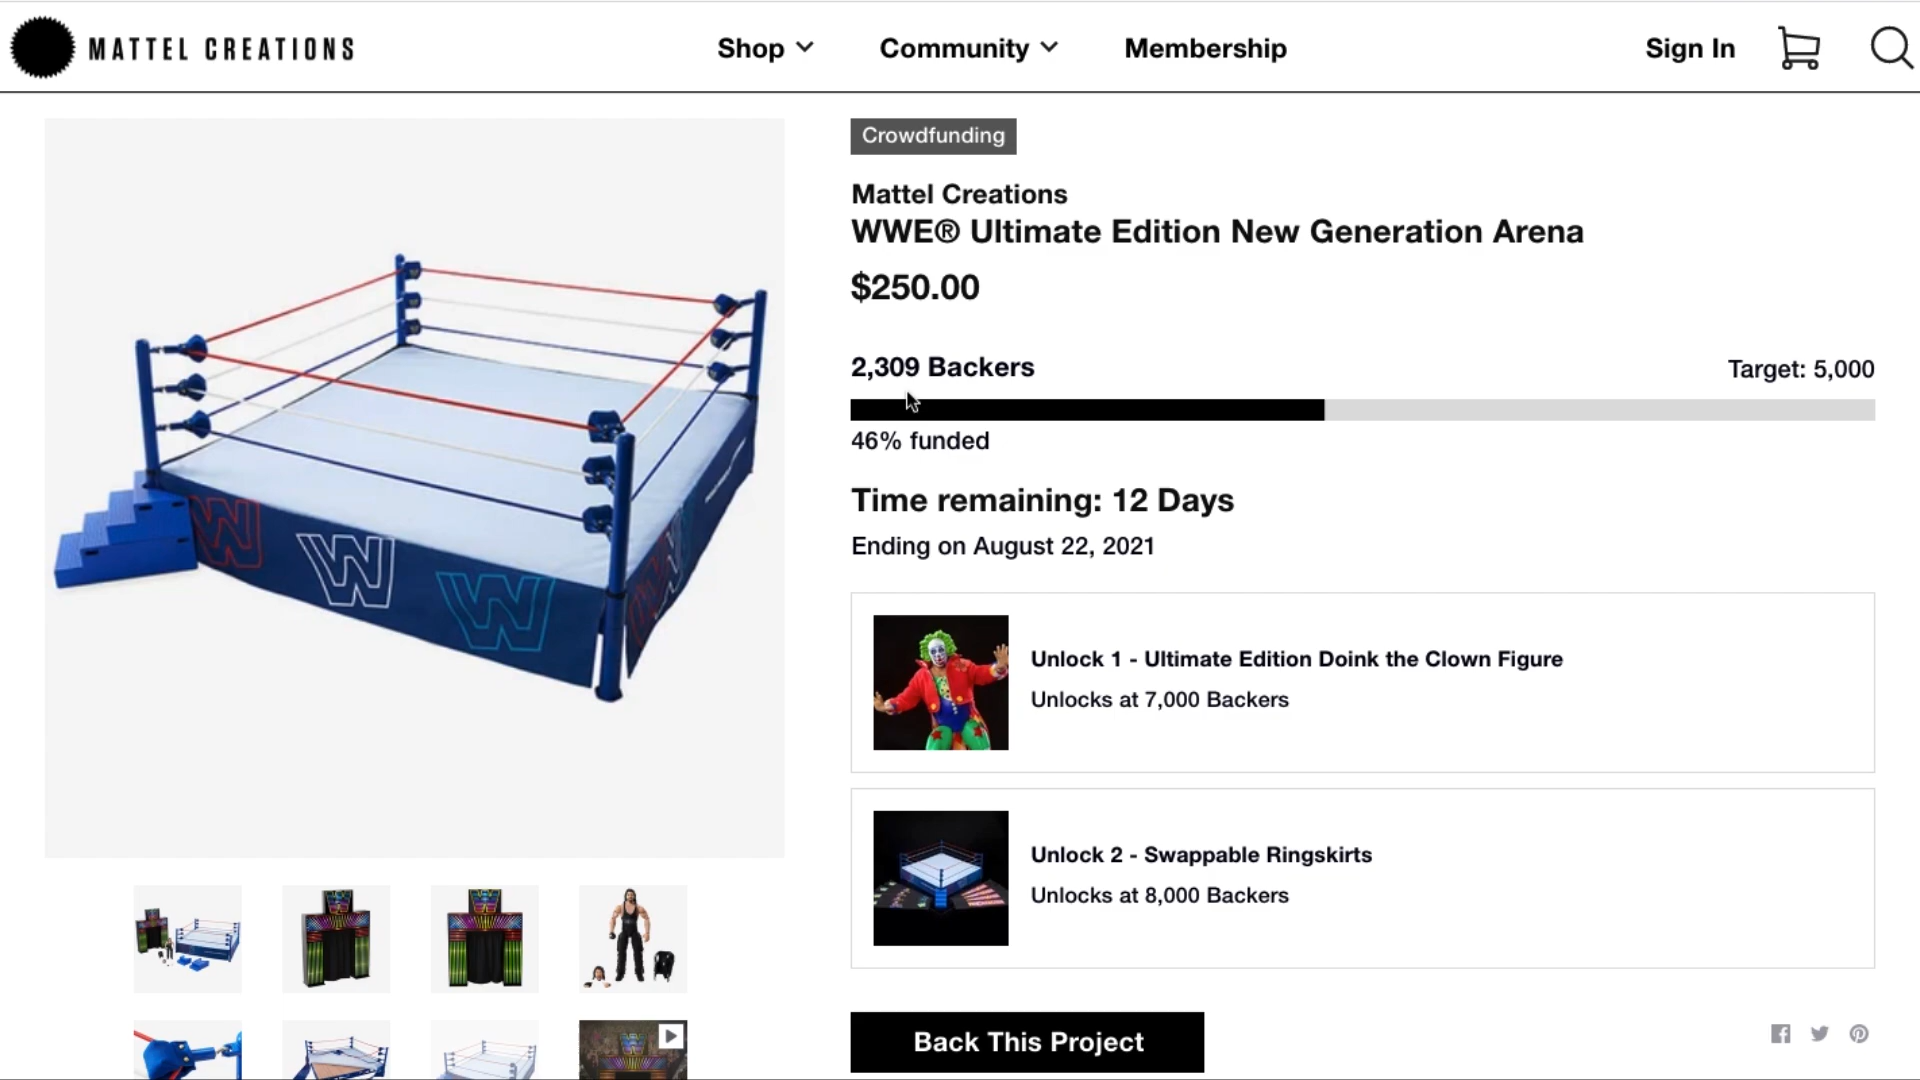 MATTEL CREATIONS
Shop
Community
Membership
Sign In
Crowdfunding
Mattel Creations
WWE® Ultimate Edition New Generation Arena
$250.00
2,309 Backers
Target: 5,000
46% funded
Time remaining: 12 Days
Ending on August 22, 2021
Unlock 1 - Ultimate Edition Doink the Clown Figure
Unlocks at 7,000 Backers
Unlock 2 - Swappable Ringskirts
Unlocks at 8,000 Backers
Back This Project